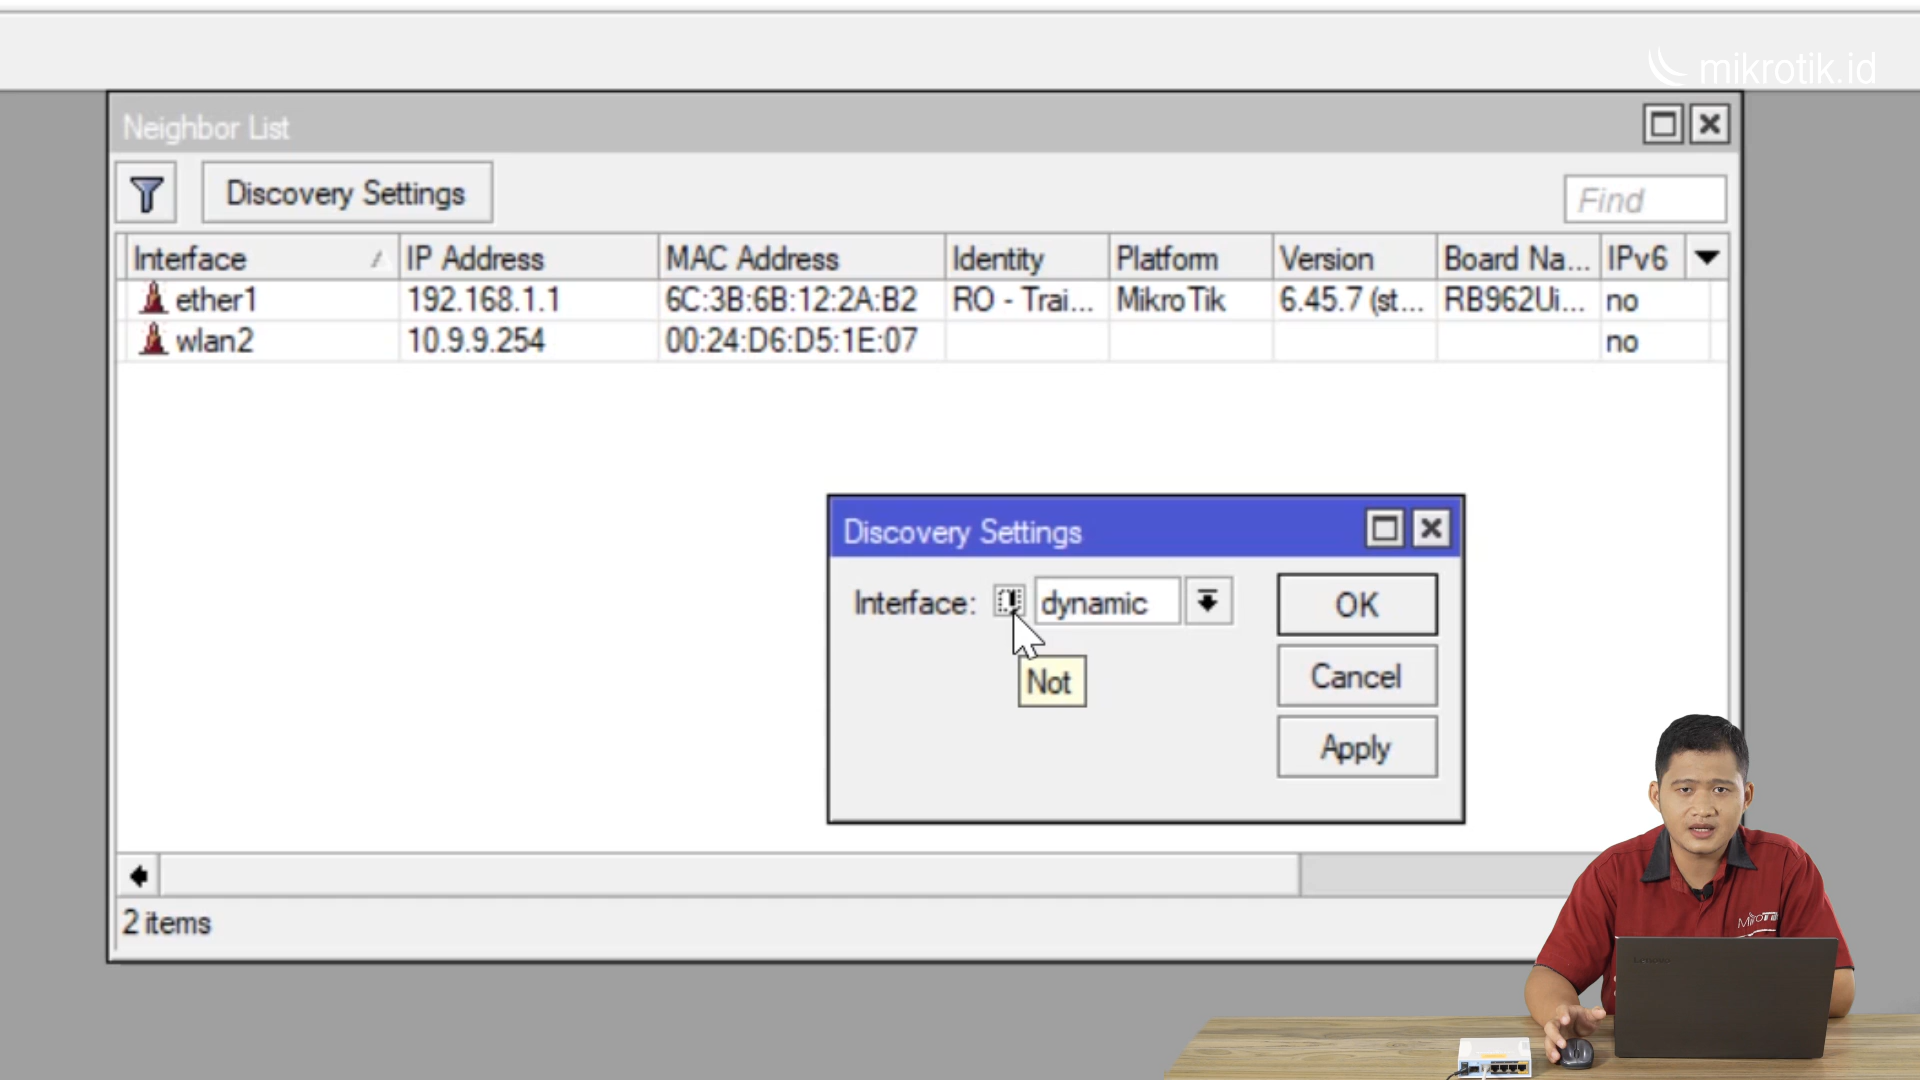 mikrotik.id
Neighbor List
Discovery Settings
Find
Interface IP Address MAC Address Identity Platform Version Board Na... IPv6
ether1 192.168.1.1 6C:3B:6B:12:2A:B2 RO - Trai... MikroTik 6.45.7 (st... RB962Ui... no
wlan2 10.9.9.254 00:24:D6:D5:1E:07 no
Discovery Settings
Interface: ! dynamic
OK
Not
Cancel
Apply
2 items
MikroTik
Lenovo